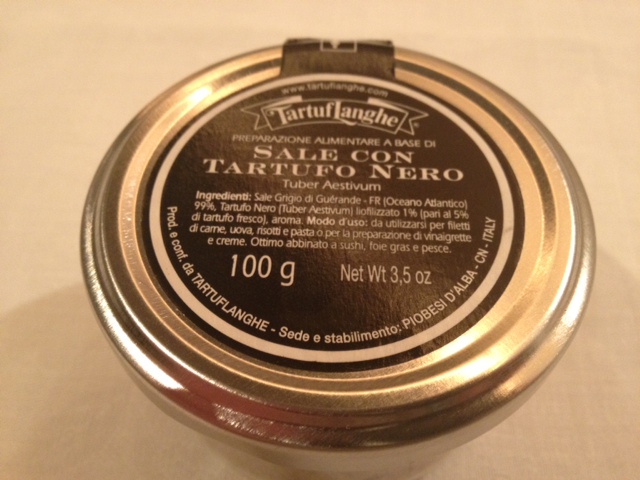 www.tartuflanghe.com
TartufLanghe®
PREPARAZIONE ALIMENTARE A BASE DI
SALE CON
TARTUFO NERO
Tuber Aestivum
Ingredienti: Sale Grigio di Guérande - FR (Oceano Atlantico)
99%, Tartufo Nero (Tuber Aestivum) liofilizzato 1% (pari al 5%
di tartufo fresco), aroma. Modo d'uso: da utilizzarsi per filetti
di carne, uova, risotti e pasta o per la preparazione di vinaigrette
e creme. Ottimo abbinato a sushi, foie gras e pesce.
100 g Net Wt 3,5 oz
Prod. e conf. da TARTUFLANGHE - Sede e stabilimento: PIOBESI D'ALBA - CN - ITALY